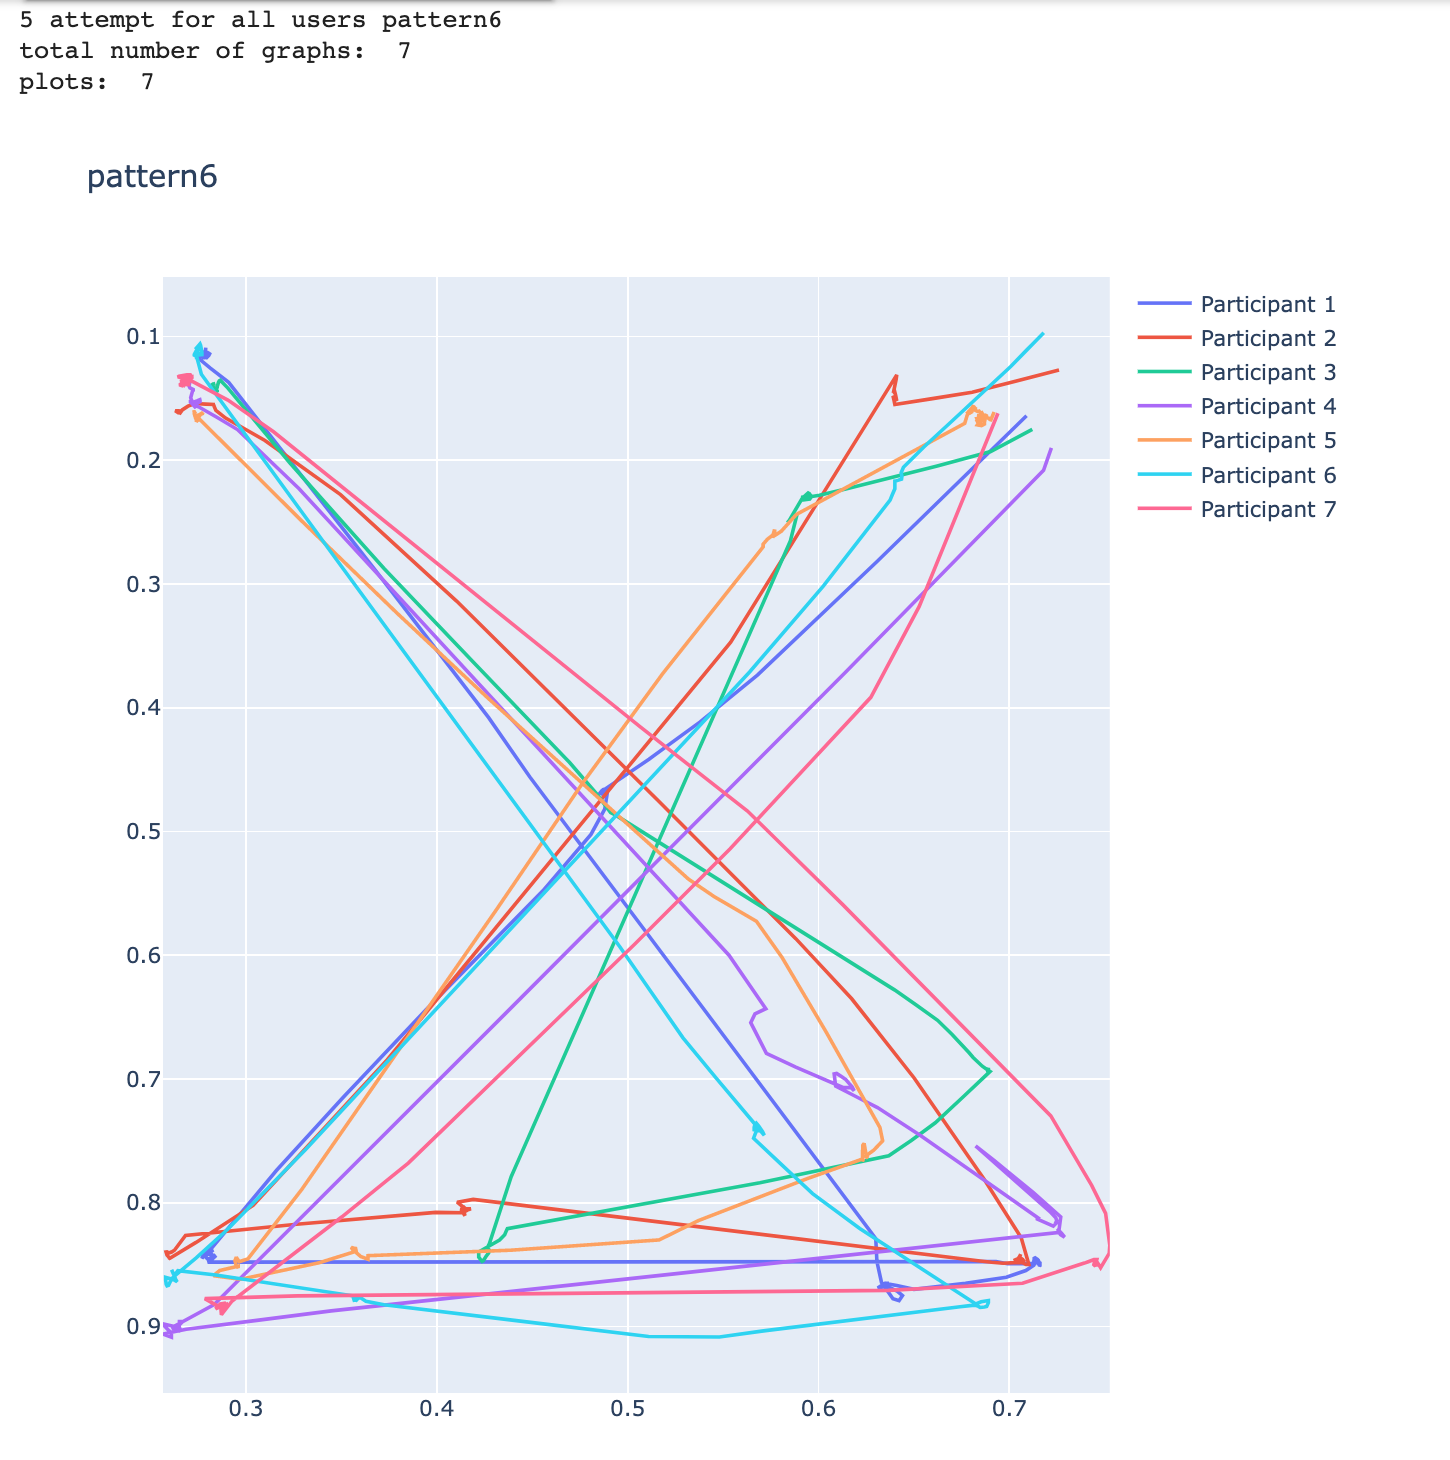 5 attempt for all users pattern6
total number of graphs:  7
plots:  7
pattern6
0.1
0.2
0.3
0.4
0.5
0.6
0.7
0.8
0.9
0.3
0.4
0.5
0.6
0.7
Participant 1
Participant 2
Participant 3
Participant 4
Participant 5
Participant 6
Participant 7